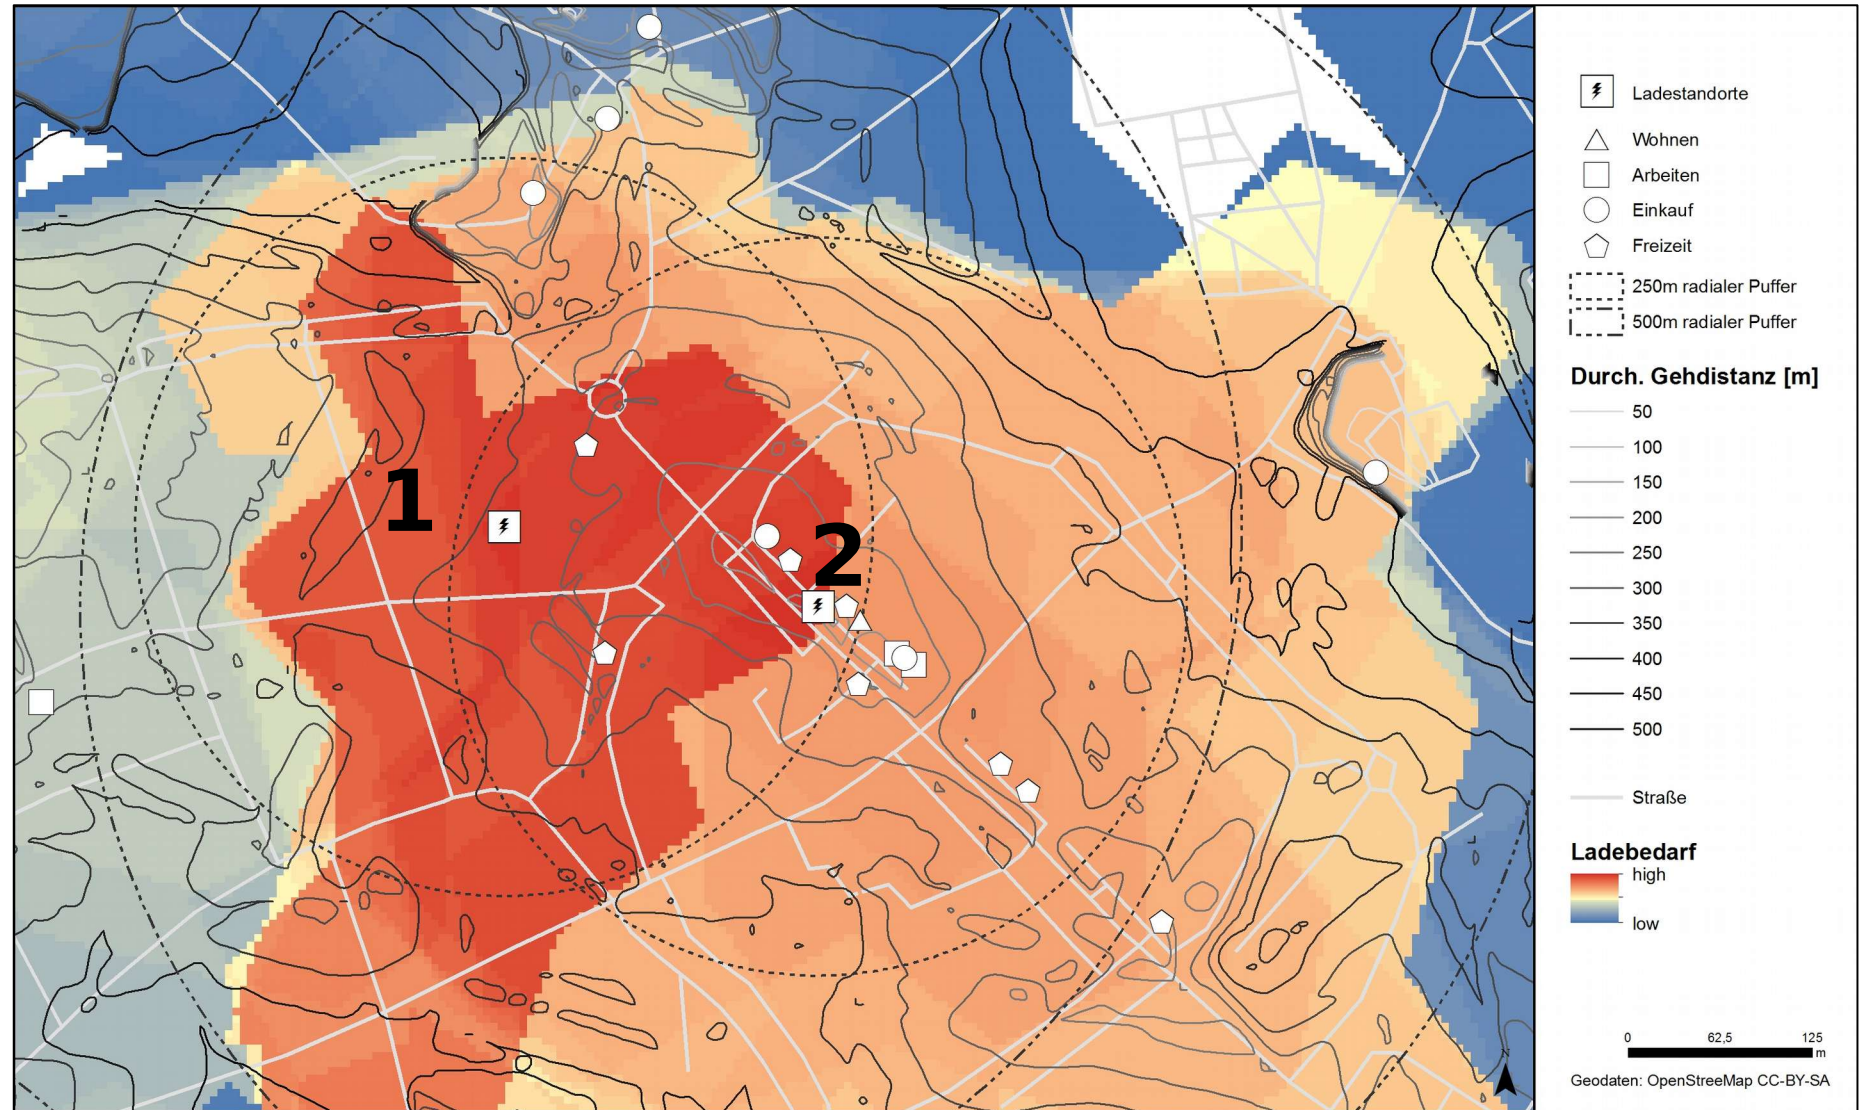 1
2
Ladestandorte
Wohnen
Arbeiten
Einkauf
Freizeit
250m radialer Puffer
500m radialer Puffer
Durch. Gehdistanz [m]
50
100
150
200
250
300
350
400
450
500
Straße
Ladebedarf
high
low
N
0 62,5 125
m
Geodaten: OpenStreeMap CC-BY-SA